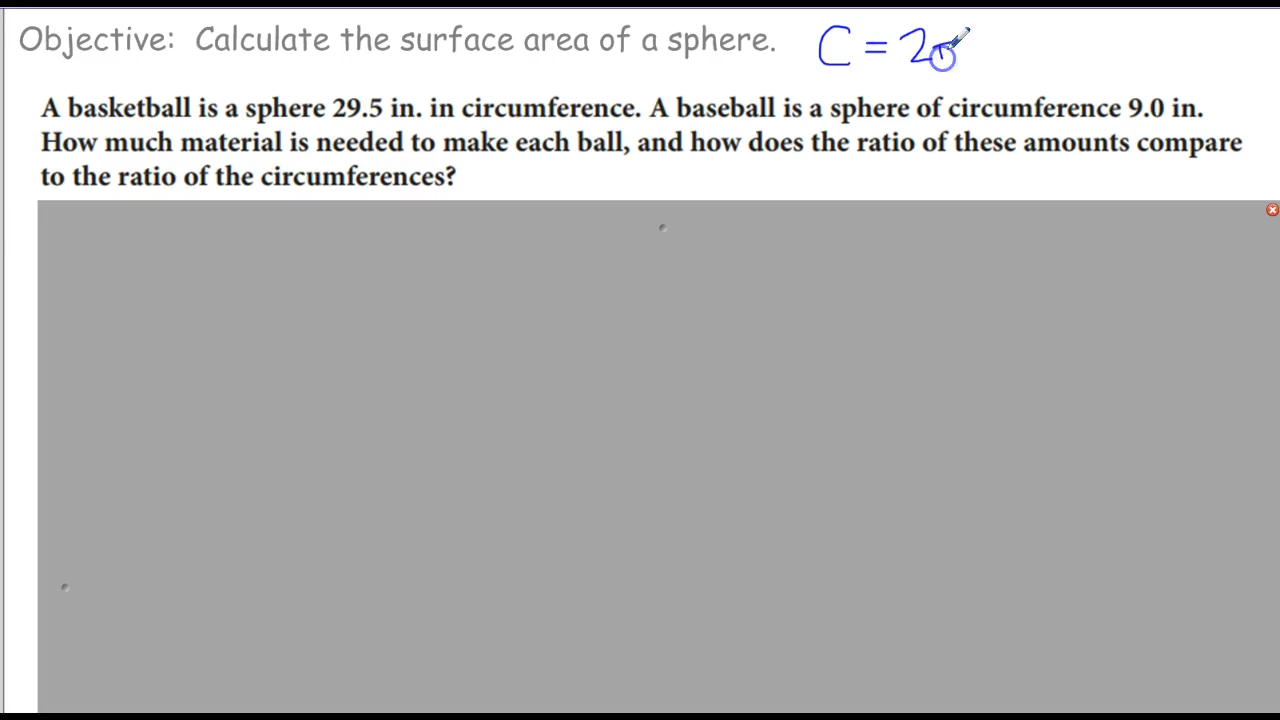 Objective: Calculate the surface area of a sphere. C = 2π
A basketball is a sphere 29.5 in. in circumference. A baseball is a sphere of circumference 9.0 in.
How much material is needed to make each ball, and how does the ratio of these amounts compare
to the ratio of the circumferences?